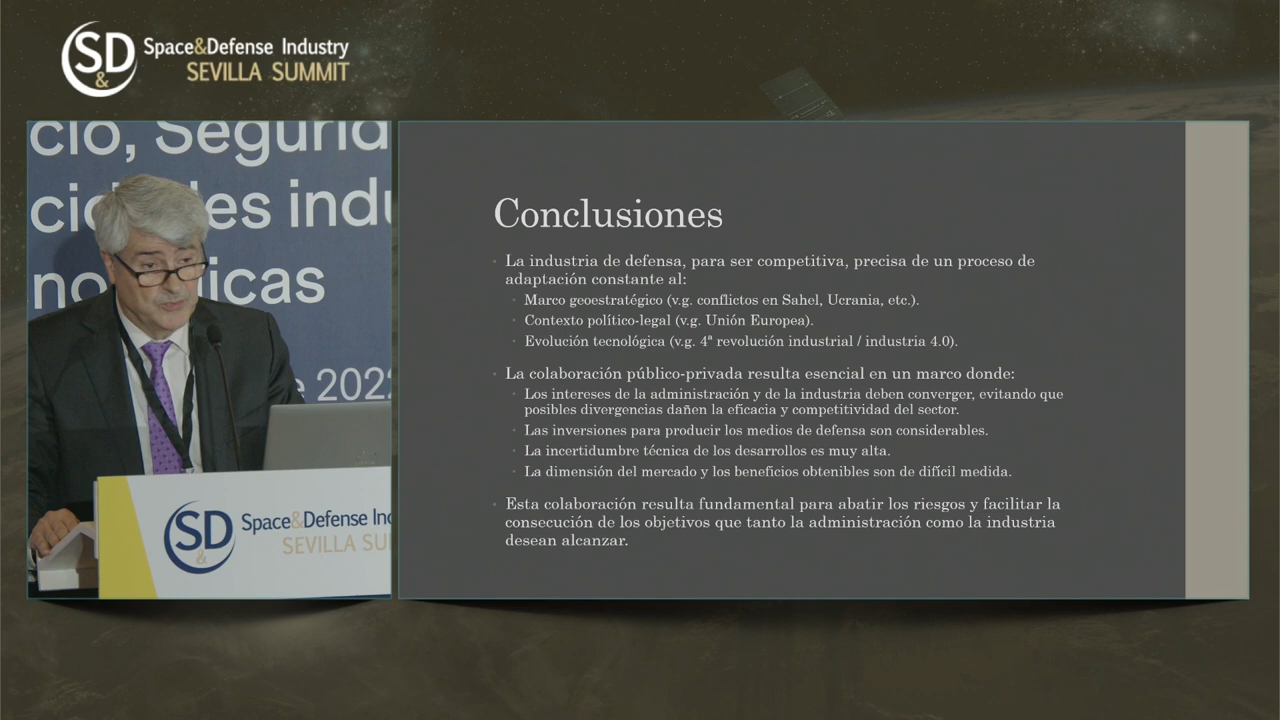 S&D Space&Defense Industry
SEVILLA SUMMIT
cio, Segurid
cid des indu
no icas
e 2022
S&D Space&Defense Ind
SEVILLA SU
Conclusiones
La industria de defensa, para ser competitiva, precisa de un proceso de
adaptación constante al:
Marco geoestratégico (v.g. conflictos en Sahel, Ucrania, etc.).
Contexto político-legal (v.g. Unión Europea).
Evolución tecnológica (v.g. 4ª revolución industrial / industria 4.0).
La colaboración público-privada resulta esencial en un marco donde:
Los intereses de la administración y de la industria deben converger, evitando que
posibles divergencias dañen la eficacia y competitividad del sector.
Las inversiones para producir los medios de defensa son considerables.
La incertidumbre técnica de los desarrollos es muy alta.
La dimensión del mercado y los beneficios obtenibles son de difícil medida.
Esta colaboración resulta fundamental para abatir los riesgos y facilitar la
consecución de los objetivos que tanto la administración como la industria
desean alcanzar.